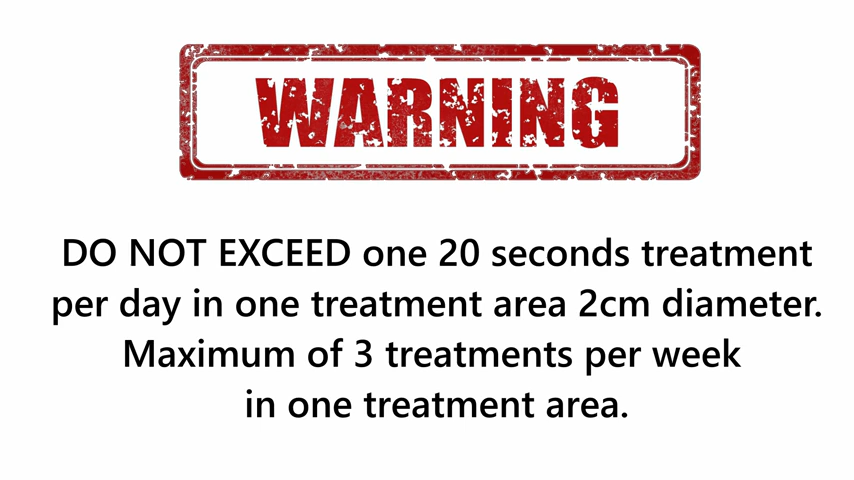 WARNING
DO NOT EXCEED one 20 seconds treatment
per day in one treatment area 2cm diameter.
Maximum of 3 treatments per week
in one treatment area.